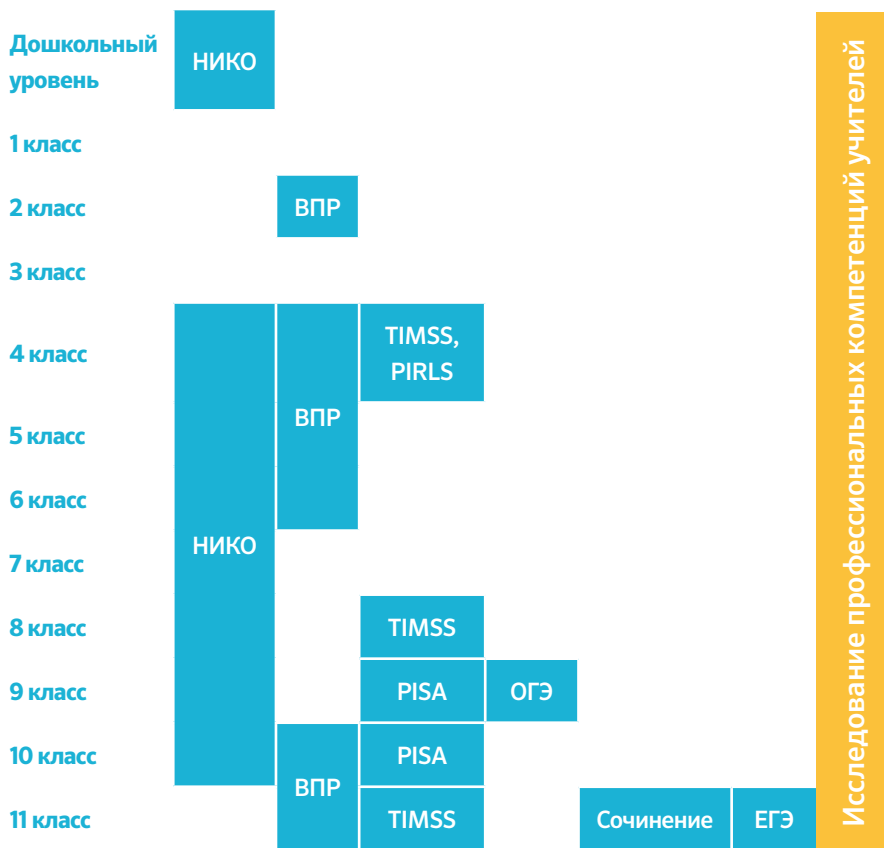 Дошкольный
уровень
НИКО
1 класс
2 класс
ВПР
3 класс
4 класс
TIMSS,
PIRLS
ВПР
5 класс
6 класс
НИКО
7 класс
8 класс
TIMSS
9 класс
PISA
ОГЭ
10 класс
PISA
ВПР
11 класс
TIMSS
Сочинение
ЕГЭ
Исследование профессиональных компетенций учителей